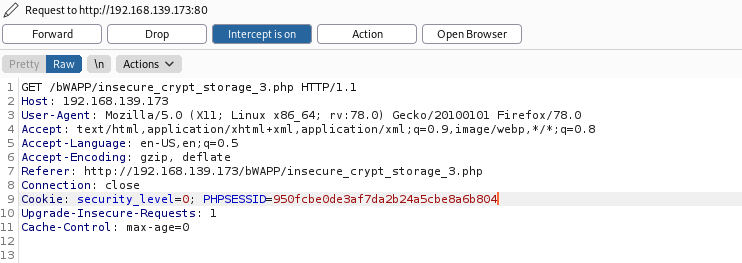 Request to http://192.168.139.173:80
Forward Drop Intercept is on Action Open Browser
Pretty Raw \n Actions
1 GET /bWAPP/insecure_crypt_storage_3.php HTTP/1.1
2 Host: 192.168.139.173
3 User-Agent: Mozilla/5.0 (X11; Linux x86_64; rv:78.0) Gecko/20100101 Firefox/78.0
4 Accept: text/html,application/xhtml+xml,application/xml;q=0.9,image/webp,*/*;q=0.8
5 Accept-Language: en-US,en;q=0.5
6 Accept-Encoding: gzip, deflate
7 Referer: http://192.168.139.173/bWAPP/insecure_crypt_storage_3.php
8 Connection: close
9 Cookie: security_level=0; PHPSESSID=950fcbe0de3af7da2b24a5cbe8a6b804
10 Upgrade-Insecure-Requests: 1
11 Cache-Control: max-age=0
12
13